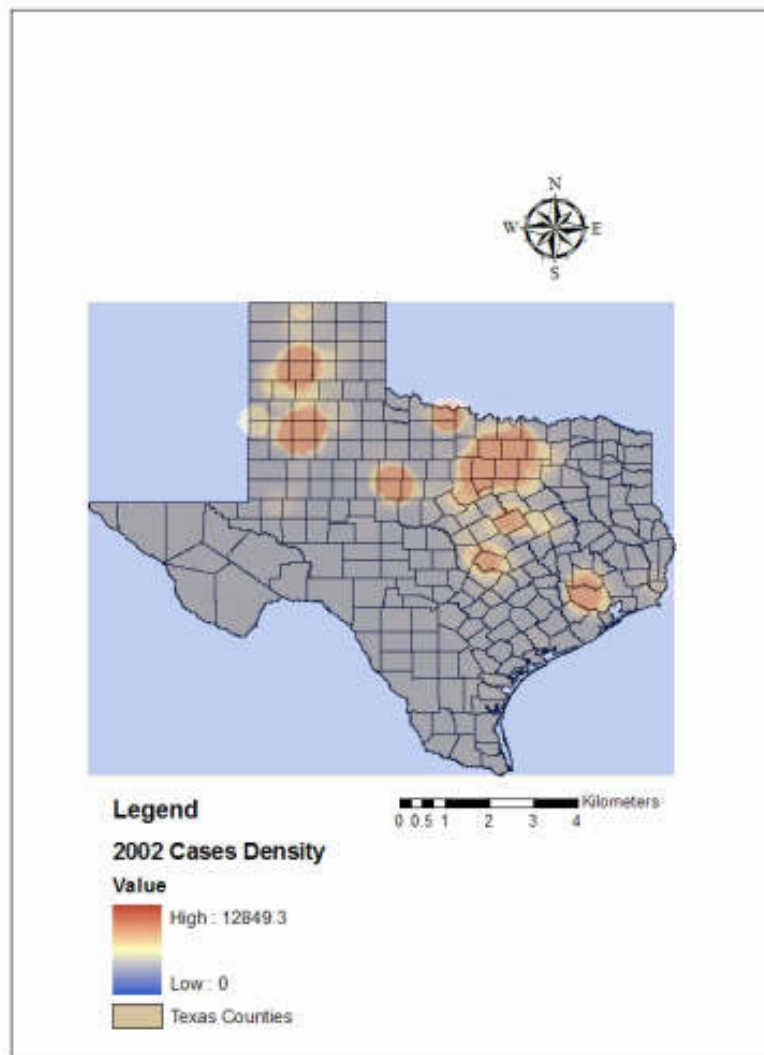 N
W E
S
Legend
Kilometers
0 0.5 1 2 3 4
2002 Cases Density
Value
High : 12849.3
Low : 0
Texas Counties